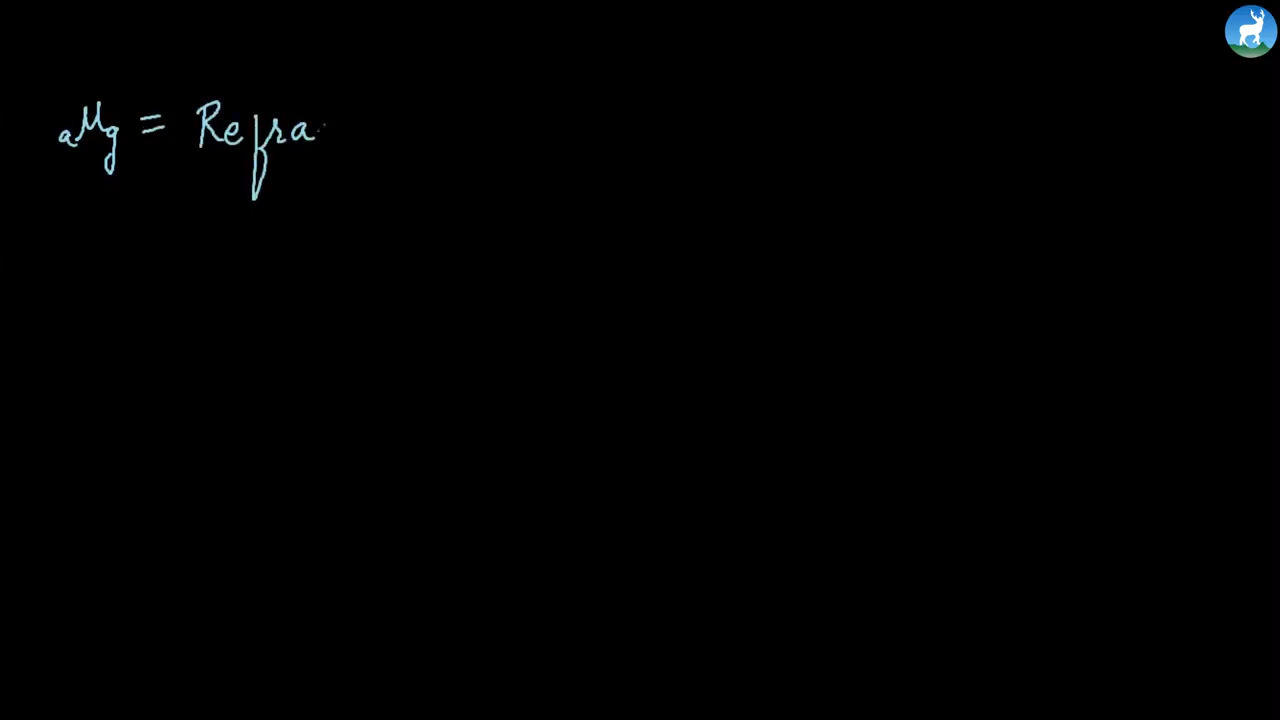 aμg = Refra